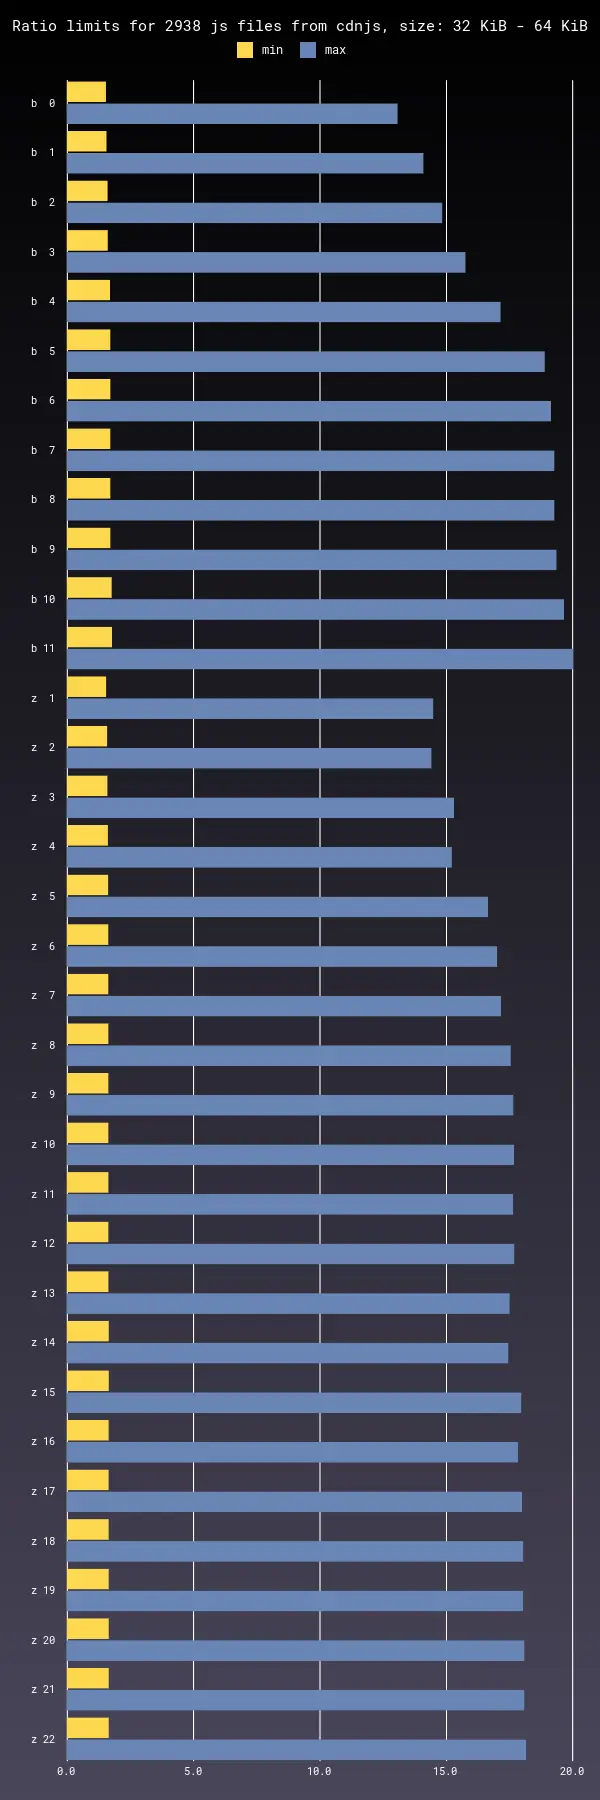 Ratio limits for 2938 js files from cdnjs, size: 32 KiB - 64 KiB
min max
b 0
b 1
b 2
b 3
b 4
b 5
b 6
b 7
b 8
b 9
b 10
b 11
z 1
z 2
z 3
z 4
z 5
z 6
z 7
z 8
z 9
z 10
z 11
z 12
z 13
z 14
z 15
z 16
z 17
z 18
z 19
z 20
z 21
z 22
0.0 5.0 10.0 15.0 20.0